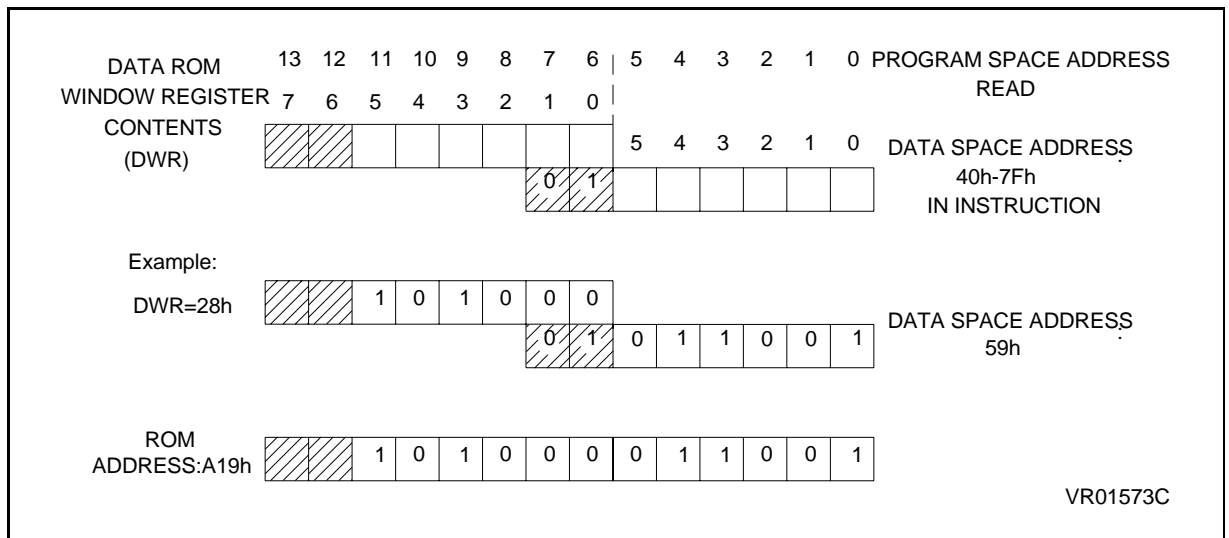 DATA ROM
WINDOW REGISTER
CONTENTS
(DWR)
13 12 11 10 9 8 7 6 5 4 3 2 1 0
PROGRAM SPACE ADDRESS
READ
7 6 5 4 3 2 1 0
5 4 3 2 1 0
DATA SPACE ADDRESS
40h-7Fh
IN INSTRUCTION
0 1
Example:
DWR=28h
1 0 1 0 0 0
0 1 0 1 1 0 0 1
DATA SPACE ADDRESS
59h
ROM
ADDRESS:A19h
1 0 1 0 0 0 0 1 1 0 0 1
VR01573C